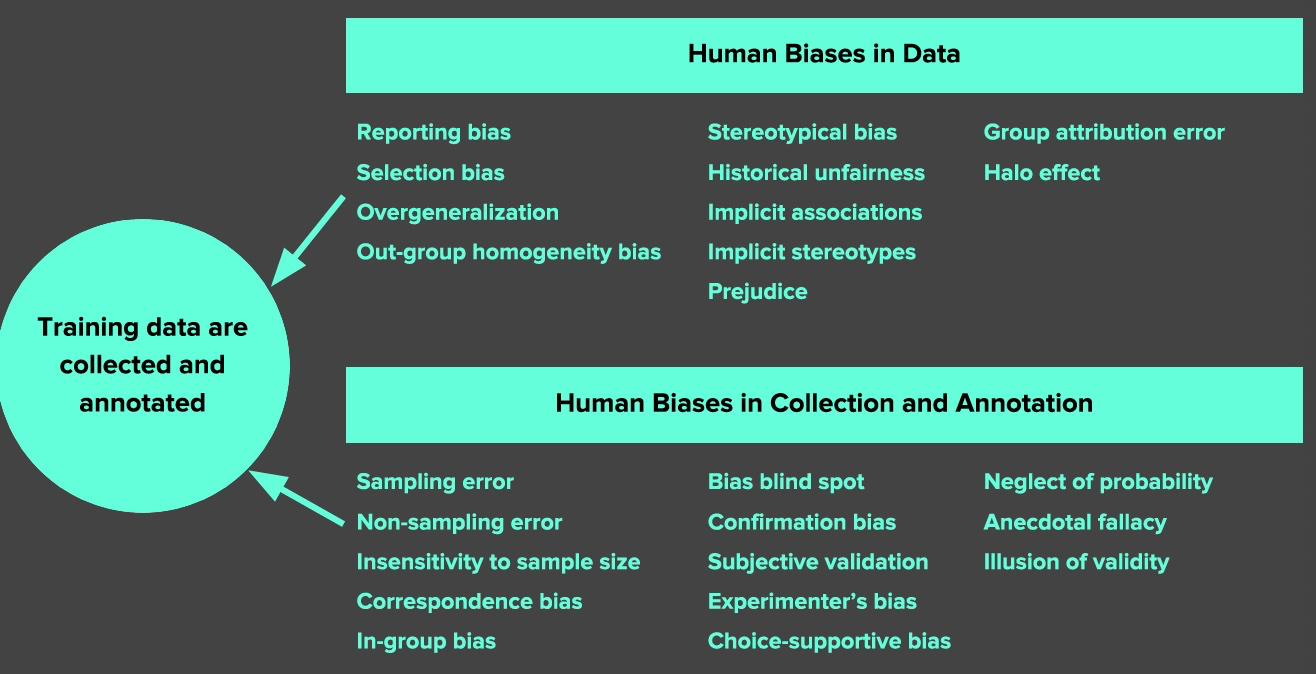 Human Biases in Data
Reporting bias
Selection bias
Overgeneralization
Out-group homogeneity bias
Stereotypical bias
Historical unfairness
Implicit associations
Implicit stereotypes
Prejudice
Group attribution error
Halo effect
Training data are
collected and
annotated
Human Biases in Collection and Annotation
Sampling error
Non-sampling error
Insensitivity to sample size
Correspondence bias
In-group bias
Bias blind spot
Confirmation bias
Subjective validation
Experimenter’s bias
Choice-supportive bias
Neglect of probability
Anecdotal fallacy
Illusion of validity